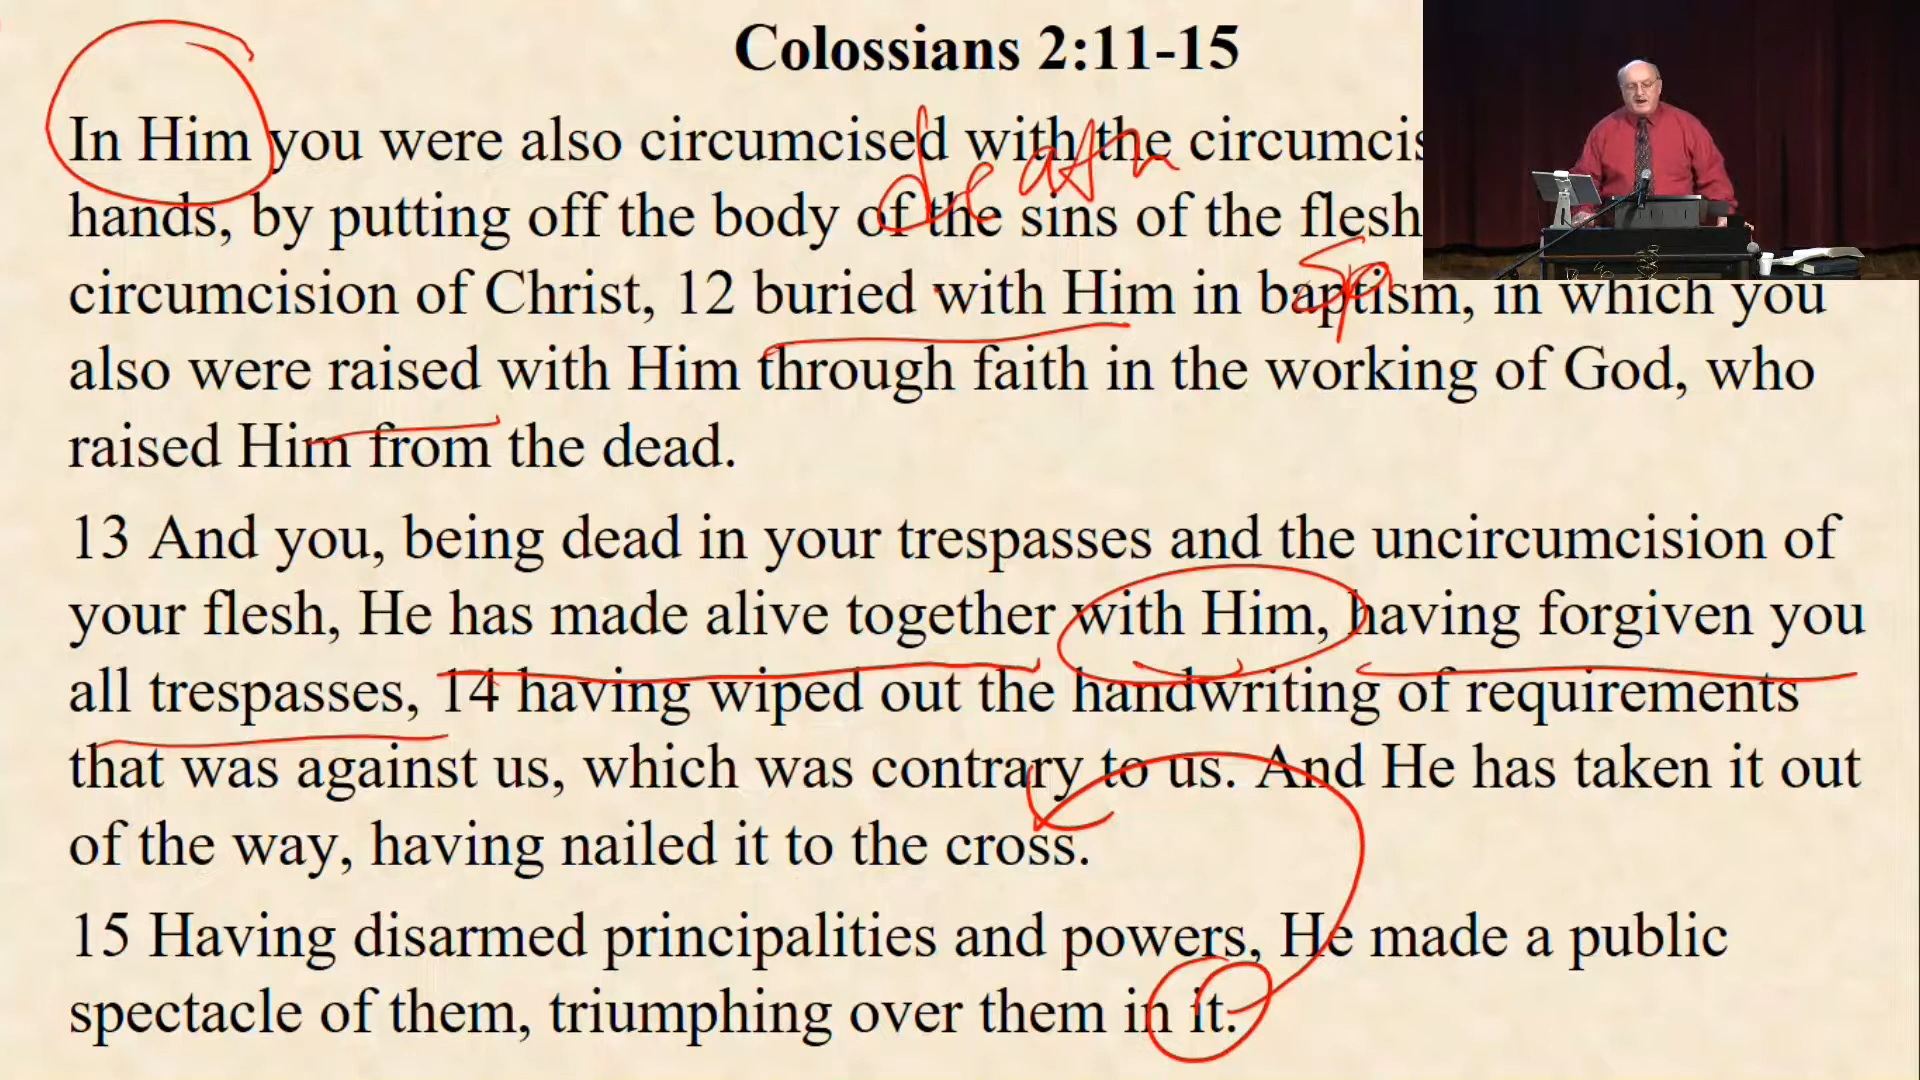 Colossians 2:11-15
In Him you were also circumcised with the circumcis
death
hands, by putting off the body of the sins of the flesh
Sp
circumcision of Christ, 12 buried with Him in baptism, in which you
also were raised with Him through faith in the working of God, who
raised Him from the dead.
13 And you, being dead in your trespasses and the uncircumcision of
your flesh, He has made alive together with Him, having forgiven you
all trespasses, 14 having wiped out the handwriting of requirements
that was against us, which was contrary to us. And He has taken it out
of the way, having nailed it to the cross.
15 Having disarmed principalities and powers, He made a public
spectacle of them, triumphing over them in it.